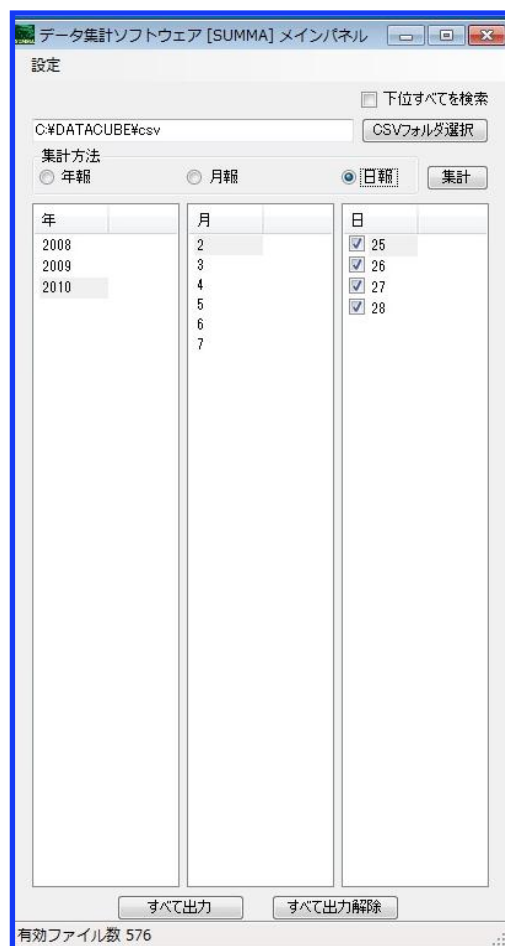 データ集計ソフトウェア [SUMMA] メインパネル
設定
下位すべてを検索
C:¥DATACUBE¥csv CSVフォルダ選択
集計方法
年報 月報 日報 集計
年 月 日
2008 2 25
2009 3 26
2010 4 27
5 28
6
7
すべて出力 すべて出力解除
有効ファイル数 576